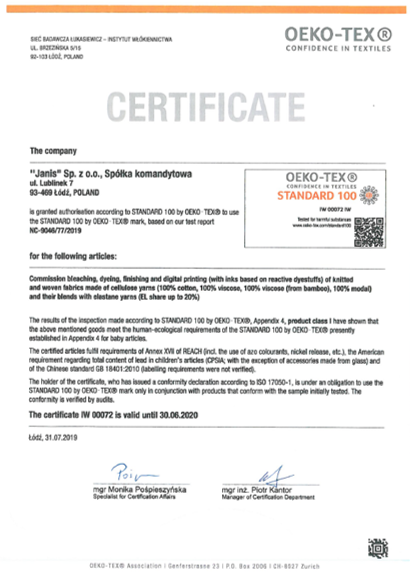 OEKO-TEX®
CONFIDENCE IN TEXTILES
SIEĆ BADAWCZA ŁUKASIEWICZ – INSTYTUT WŁÓKIENNICTWA
UL. BRZEZIŃSKA 5/15
92-103 ŁÓDŹ, POLAND
CERTIFICATE
The company
"Janis" Sp. z o.o., Spółka komandytowa
ul. Lublinek 7
93-469 Łódź, POLAND
is granted authorisation according to STANDARD 100 by OEKO-TEX® to use
the STANDARD 100 by OEKO-TEX® mark, based on our test report
NC-9046/77/2019
OEKO-TEX®
CONFIDENCE IN TEXTILES
STANDARD 100
IW 00072 IW
Tested for harmful substances
www.oeko-tex.com/standard100
for the following articles:
Commission bleaching, dyeing, finishing and digital printing (with inks based on reactive dyestuffs) of knitted
and woven fabrics made of cellulose yarns (100% cotton, 100% viscose, 100% viscose (from bamboo), 100% modal)
and their blends with elastane yarns (EL share up to 20%)
The results of the inspection made according to STANDARD 100 by OEKO-TEX®, Appendix 4, product class I have shown that
the above mentioned goods meet the human-ecological requirements of the STANDARD 100 by OEKO-TEX® presently
established in Appendix 4 for baby articles.
The certified articles fulfil requirements of Annex XVII of REACH (incl. the use of azo colourants, nickel release, etc.), the American
requirement regarding total content of lead in children's articles (CPSIA; with the exception of accessories made from glass) and
of the Chinese standard GB 18401:2010 (labelling requirements were not verified).
The holder of the certificate, who has issued a conformity declaration according to ISO 17050-1, is under an obligation to use the
STANDARD 100 by OEKO-TEX® mark only in conjunction with products that conform with the sample initially tested. The
conformity is verified by audits.
The certificate IW 00072 is valid until 30.06.2020
Łódź, 31.07.2019
mgr Monika Pośpieszyńska
Specialist for Certification Affairs
mgr inż. Piotr Kantor
Manager of Certification Department
OEKO-TEX® Association | Genferstrasse 23 | P.O. Box 2006 | CH-8027 Zurich